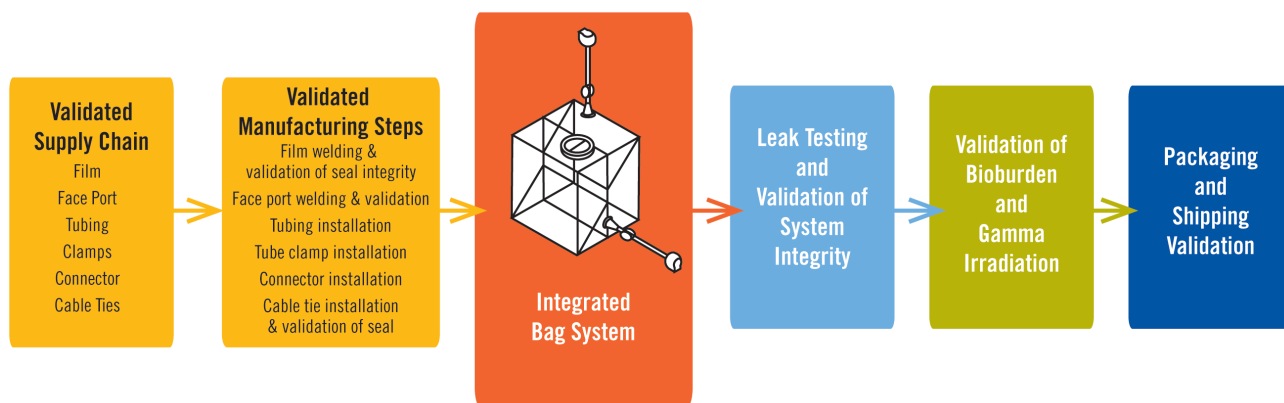 Validated
Supply Chain
Film
Face Port
Tubing
Clamps
Connector
Cable Ties
Validated
Manufacturing Steps
Film welding &
validation of seal integrity
Face port welding & validation
Tubing installation
Tube clamp installation
Connector installation
Cable tie installation
& validation of seal
Integrated
Bag System
Leak Testing
and
Validation of
System
Integrity
Validation of
Bioburden
and
Gamma
Irradiation
Packaging
and
Shipping
Validation